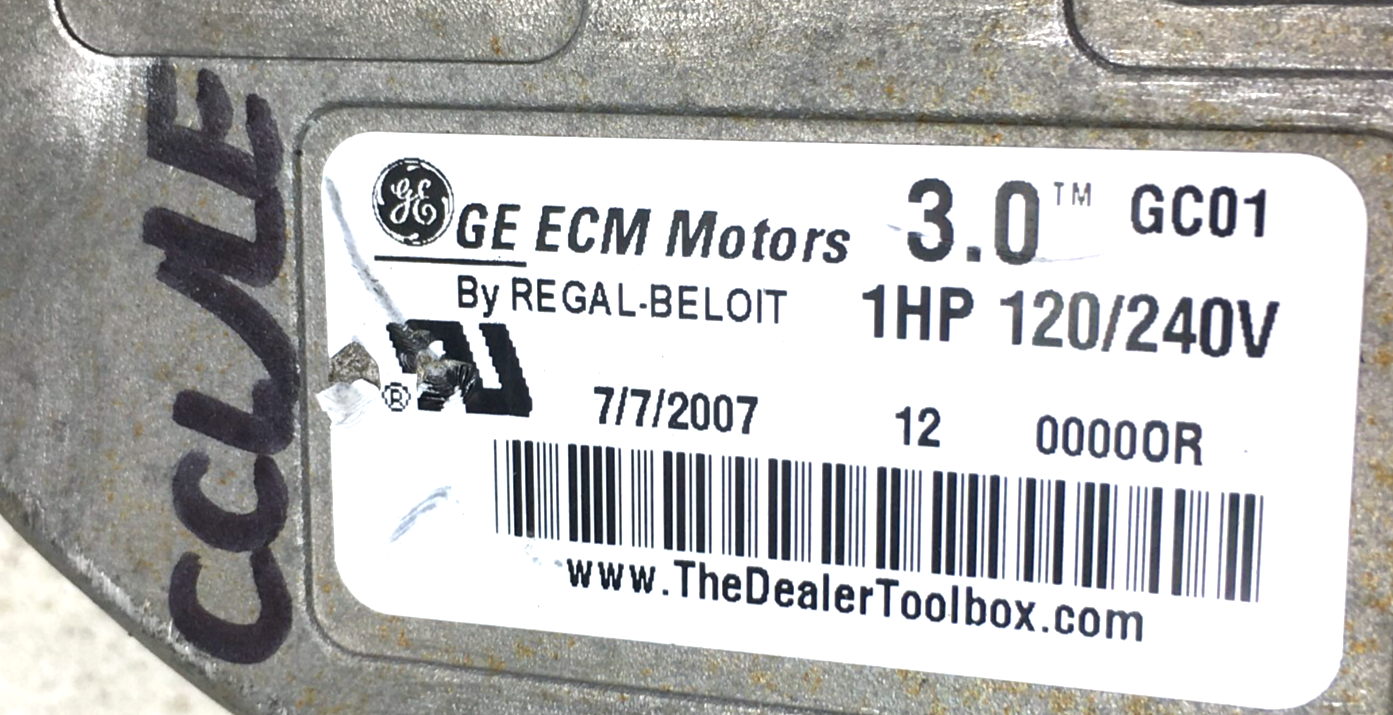 GE
GE ECM Motors 3.0™ GC01
By REGAL-BELOIT 1HP 120/240V
®
7/7/2007 12 00000R
www.TheDealerToolbox.com
CCWLE